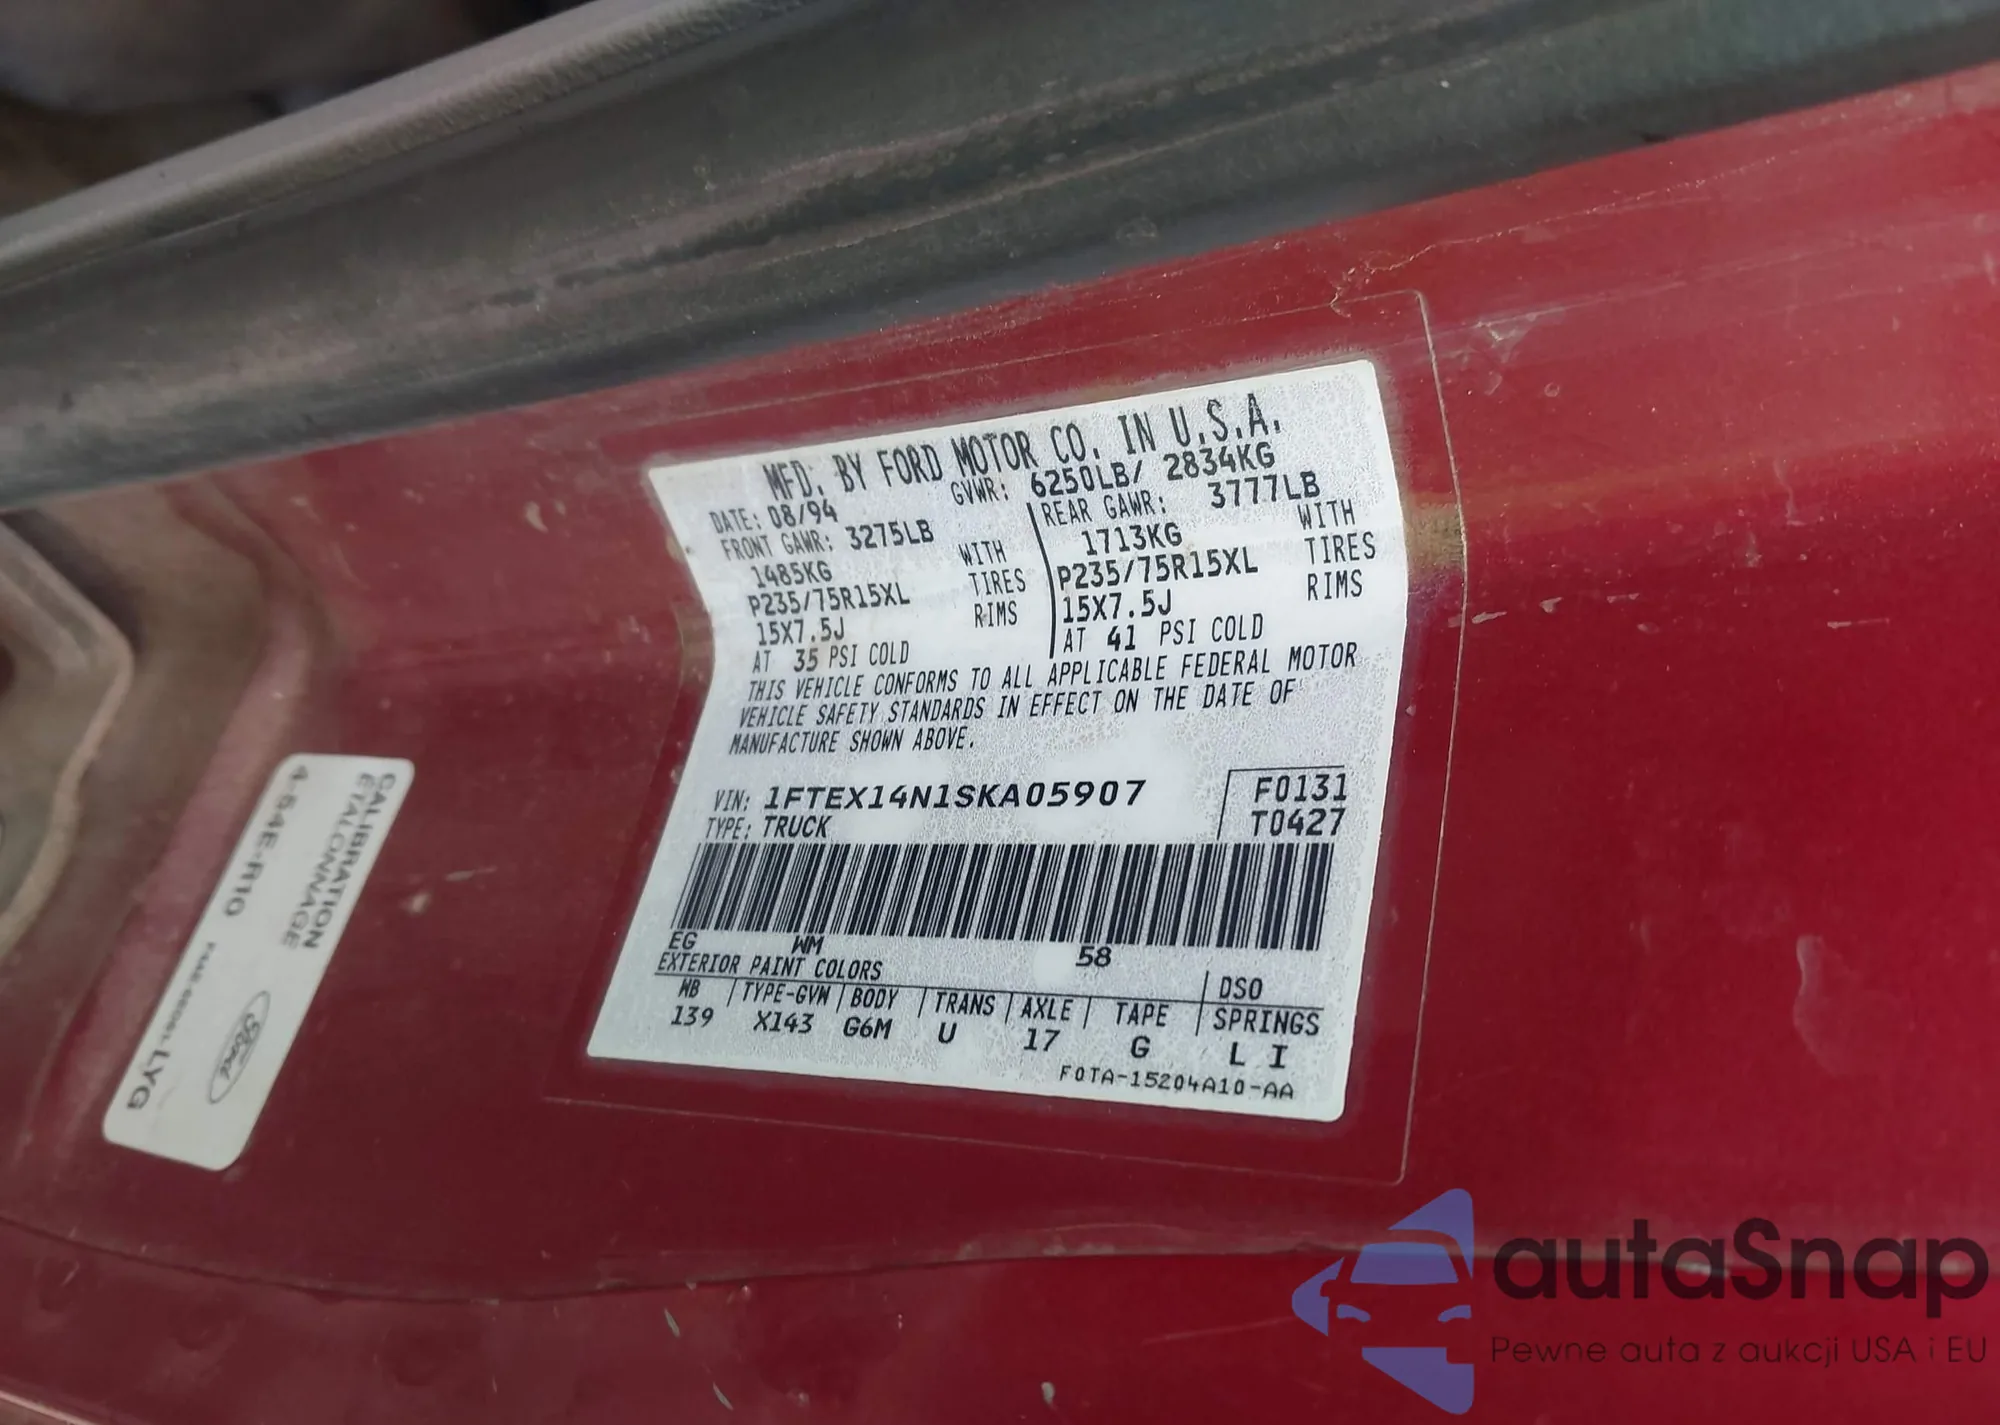 MFD. BY FORD MOTOR CO. IN U.S.A.
DATE: 08/94 GVWR: 6250LB/ 2834KG
FRONT GAWR: 3275LB REAR GAWR: 3777LB
1485KG WITH 1713KG WITH
P235/75R15XL TIRES P235/75R15XL TIRES
15X7.5J RIMS 15X7.5J RIMS
AT 35 PSI COLD AT 41 PSI COLD
THIS VEHICLE CONFORMS TO ALL APPLICABLE FEDERAL MOTOR
VEHICLE SAFETY STANDARDS IN EFFECT ON THE DATE OF
MANUFACTURE SHOWN ABOVE.
VIN: 1FTEX14N1SKA05907 F0131
TYPE: TRUCK T0427
EG WM 58
EXTERIOR PAINT COLORS DSO
WB TYPE-GVW BODY TRANS AXLE TAPE SPRINGS
139 X143 G6M U 17 G L I
F0TA-15204A10-AA
CALIBRATION
ETALONNAGE
4-64E-R10
LYG
Ford
autaSnap
Pewne auta z aukcji USA i EU